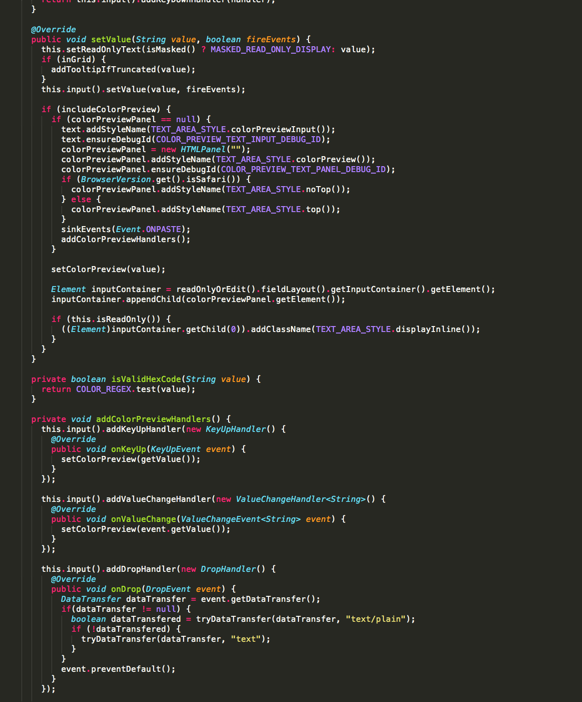 return this.input().addKeyDownHandler(handler);
}
@Override
public void setValue(String value, boolean fireEvents) {
this.setReadOnlyText(isMasked() ? MASKED_READ_ONLY_DISPLAY: value);
if (inGrid) {
addTooltipIfTruncated(value);
}
this.input().setValue(value, fireEvents);
if (includeColorPreview) {
if (colorPreviewPanel == null) {
text.addStyleName(TEXT_AREA_STYLE.colorPreviewInput());
text.ensureDebugId(COLOR_PREVIEW_TEXT_INPUT_DEBUG_ID);
colorPreviewPanel = new HTMLPanel("");
colorPreviewPanel.addStyleName(TEXT_AREA_STYLE.colorPreview());
colorPreviewPanel.ensureDebugId(COLOR_PREVIEW_TEXT_PANEL_DEBUG_ID);
if (BrowserVersion.get().isSafari()) {
colorPreviewPanel.addStyleName(TEXT_AREA_STYLE.noTop());
} else {
colorPreviewPanel.addStyleName(TEXT_AREA_STYLE.top());
}
sinkEvents(Event.ONPASTE);
addColorPreviewHandlers();
}
setColorPreview(value);
Element inputContainer = readOnlyOrEdit().fieldLayout().getInputContainer().getElement();
inputContainer.appendChild(colorPreviewPanel.getElement());
if (this.isReadOnly()) {
((Element)inputContainer.getChild(0)).addClassName(TEXT_AREA_STYLE.displayInline());
}
}
}
private boolean isValidHexCode(String value) {
return COLOR_REGEX.test(value);
}
private void addColorPreviewHandlers() {
this.input().addKeyUpHandler(new KeyUpHandler() {
@Override
public void onKeyUp(KeyUpEvent event) {
setColorPreview(getValue());
}
});
this.input().addValueChangeHandler(new ValueChangeHandler<String>() {
@Override
public void onValueChange(ValueChangeEvent<String> event) {
setColorPreview(event.getValue());
}
});
this.input().addDropHandler(new DropHandler() {
@Override
public void onDrop(DropEvent event) {
DataTransfer dataTransfer = event.getDataTransfer();
if(dataTransfer != null) {
boolean dataTransfered = tryDataTransfer(dataTransfer, "text/plain");
if (!dataTransfered) {
tryDataTransfer(dataTransfer, "text");
}
}
event.preventDefault();
}
});